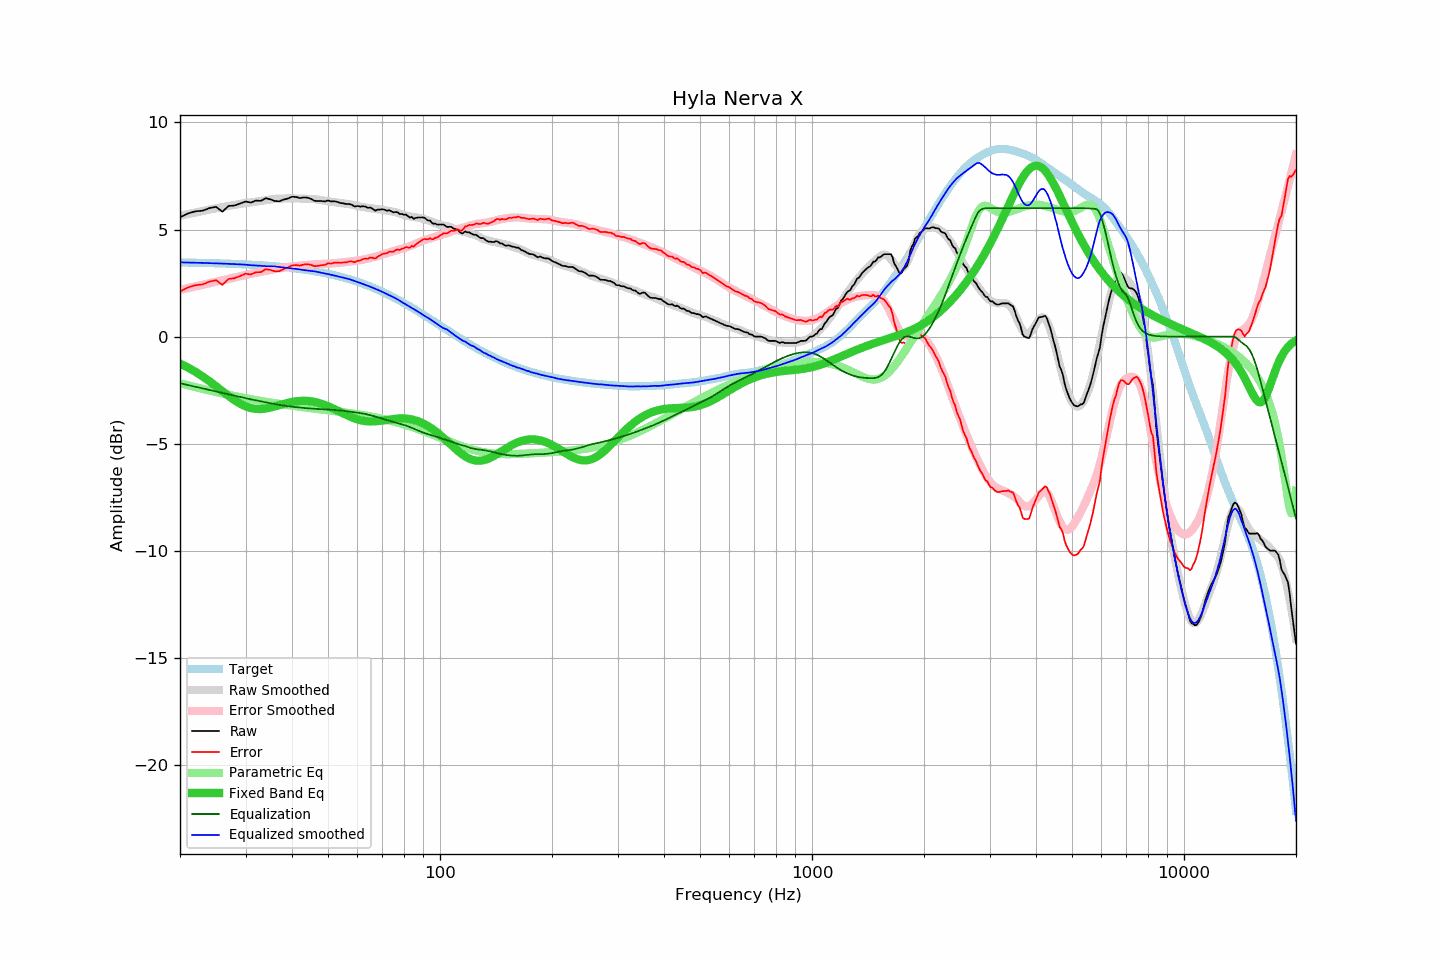 Hyla Nerva X
10
5
0
−5
−10
−15
−20
Amplitude (dBr)
Target
Raw Smoothed
Error Smoothed
Raw
Error
Parametric Eq
Fixed Band Eq
Equalization
Equalized smoothed
100
1000
10000
Frequency (Hz)